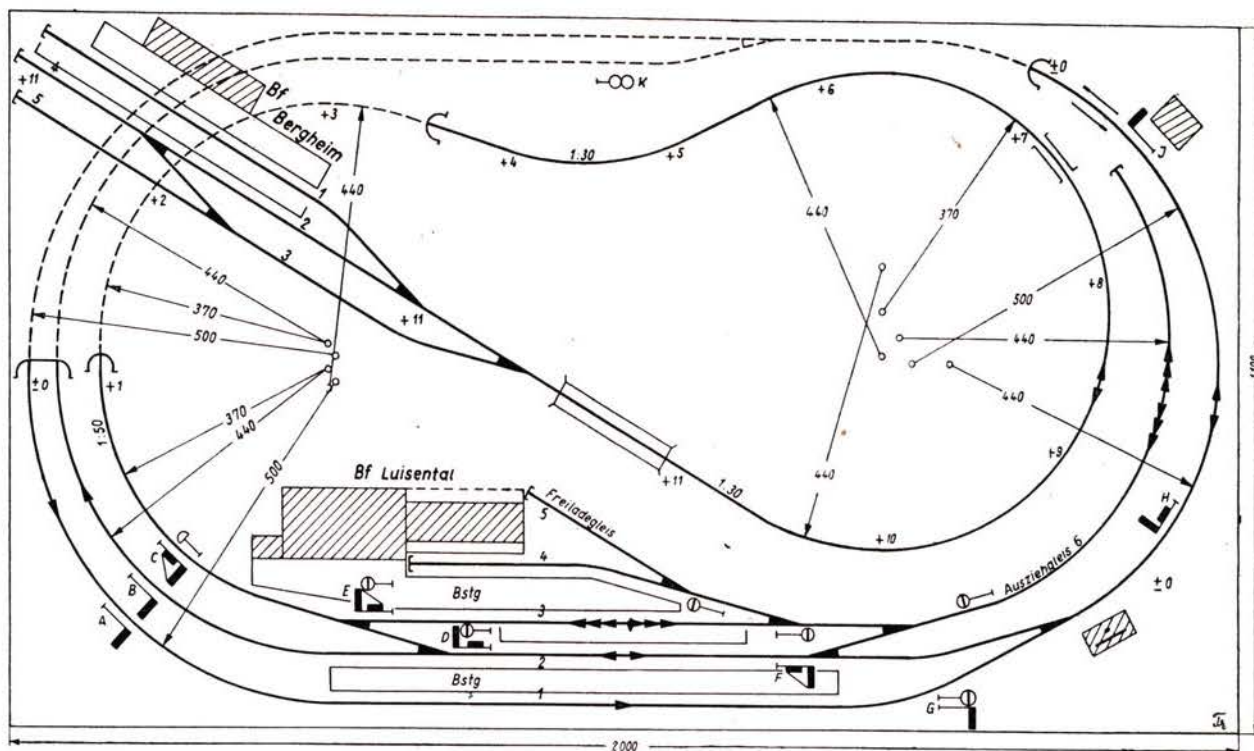 K
±0
J
Bf
Bergheim
4
+11
5
+2
1
2
3
+3
440
+4
1:30
+5
+6
+7
440
370
+8
500
440
440
440
440
370
500
±0
+1
1:50
370
440
500
+11
+11
1:30
+10
+9
Bf Luisental
Freiladegleis
5
4
Bstg
3
Ausziehgleis 6
H
±0
A
B
C
E
D
2
Bstg
1
F
G
2000